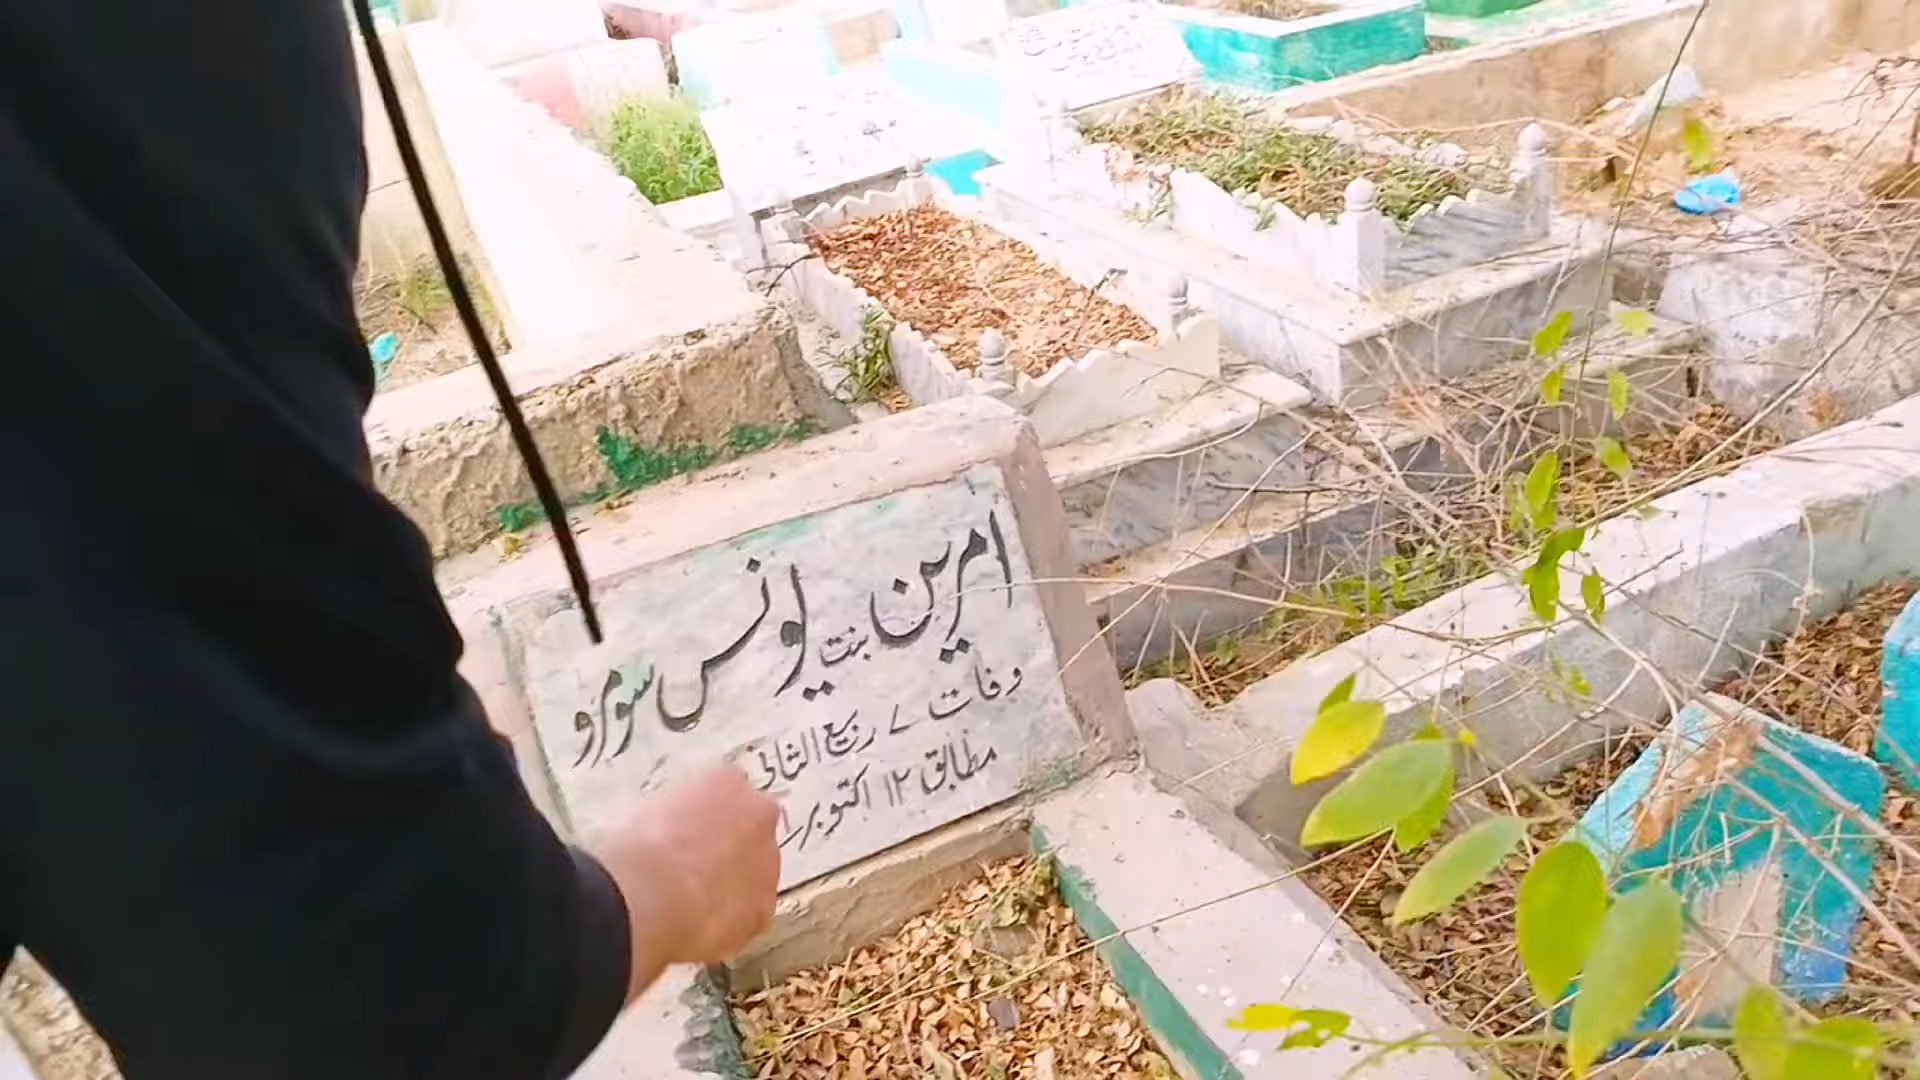 امرین بنت یونس سومرو
وفات ۷ ربیع الثانی
مطابق ۱۲ اکتوبر